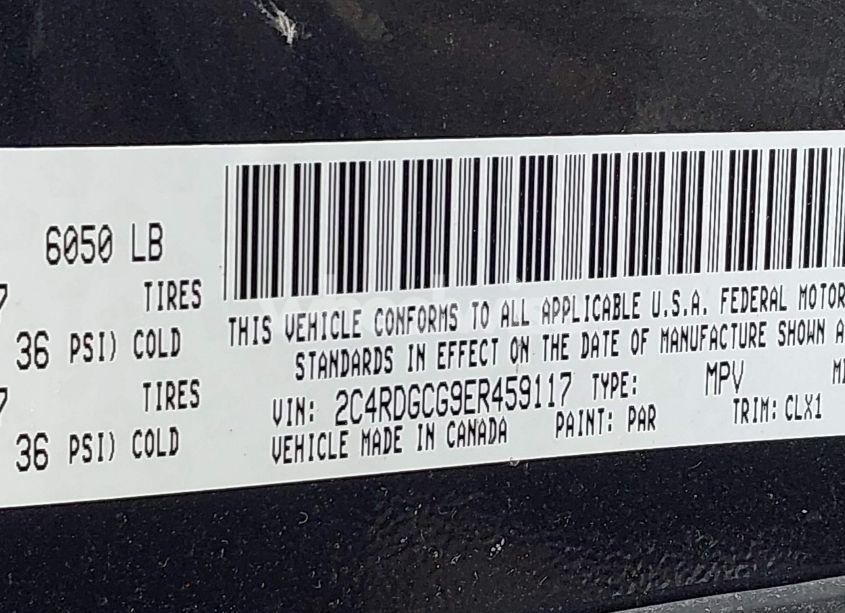 6050 LB
TIRES
36 PSI) COLD
TIRES
36 PSI) COLD
THIS VEHICLE CONFORMS TO ALL APPLICABLE U.S.A. FEDERAL MOTOR
STANDARDS IN EFFECT ON THE DATE OF MANUFACTURE SHOWN A
VIN: 2C4RDGCG9ER459117 TYPE: MPV
VEHICLE MADE IN CANADA PAINT: PAR TRIM: CLX1